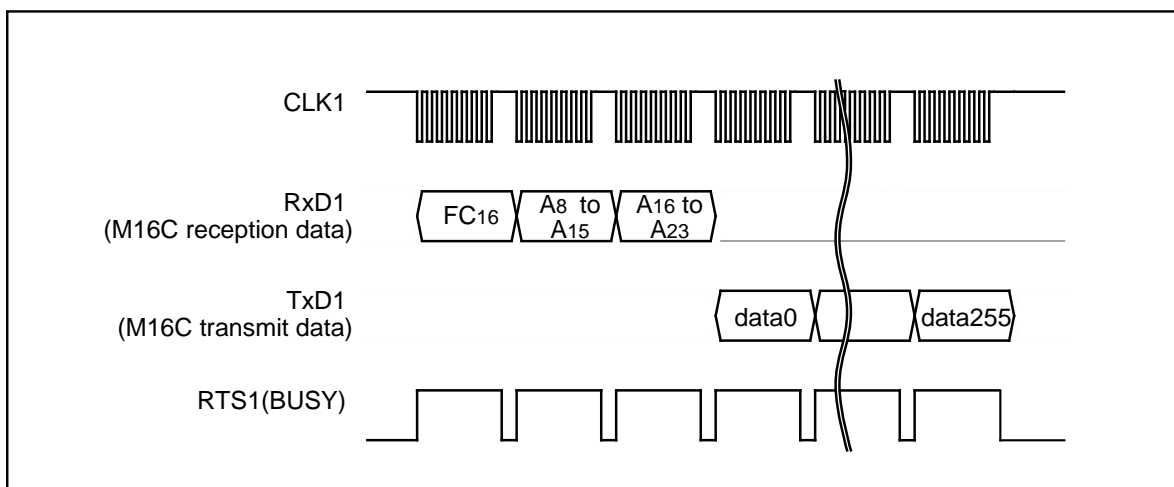 CLK1
RxD1
(M16C reception data)
FC16
A8 to
A15
A16 to
A23
TxD1
(M16C transmit data)
data0
data255
RTS1(BUSY)